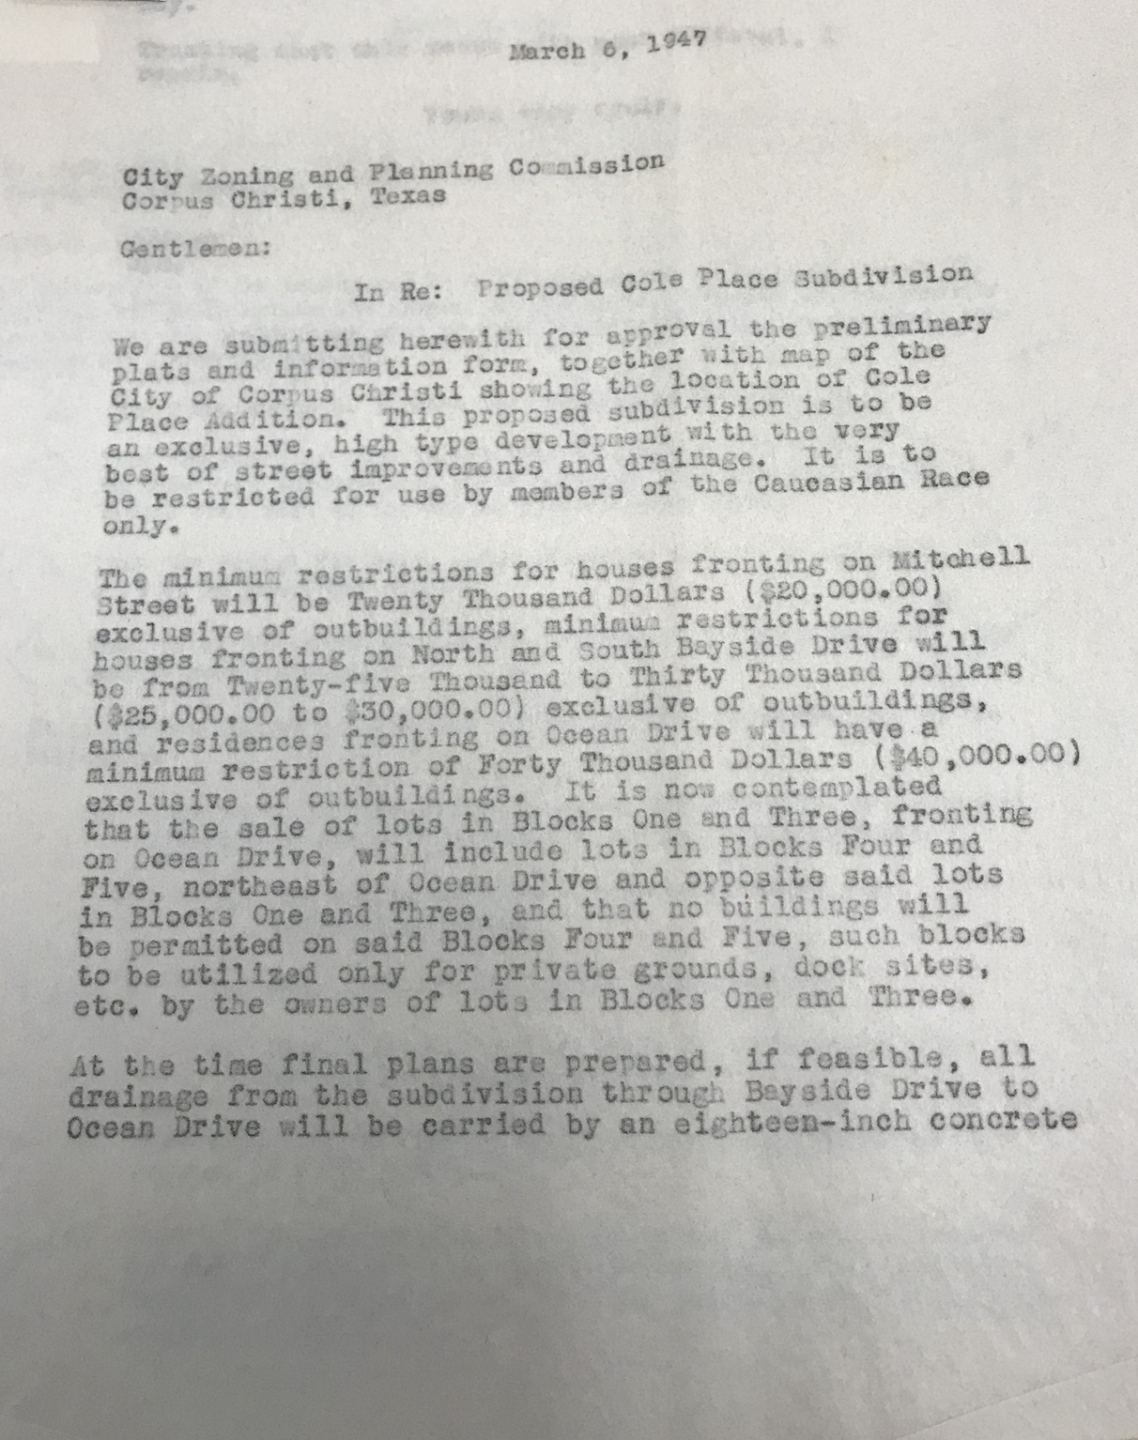 March 6, 1947
City Zoning and Planning Commission
Corpus Christi, Texas
Gentlemen:
In Re: Proposed Cole Place Subdivision
We are submitting herewith for approval the preliminary
plats and information form, together with map of the
City of Corpus Christi showing the location of Cole
Place Addition. This proposed subdivision is to be
an exclusive, high type development with the very
best of street improvements and drainage. It is to
be restricted for use by members of the Caucasian Race
only.
The minimum restrictions for houses fronting on Mitchell
Street will be Twenty Thousand Dollars ($20,000.00)
exclusive of outbuildings, minimum restrictions for
houses fronting on North and South Bayside Drive will
be from Twenty-five Thousand to Thirty Thousand Dollars
($25,000.00 to $30,000.00) exclusive of outbuildings,
and residences fronting on Ocean Drive will have a
minimum restriction of Forty Thousand Dollars ($40,000.00)
exclusive of outbuildings. It is now contemplated
that the sale of lots in Blocks One and Three, fronting
on Ocean Drive, will include lots in Blocks Four and
Five, northeast of Ocean Drive and opposite said lots
in Blocks One and Three, and that no buildings will
be permitted on said Blocks Four and Five, such blocks
to be utilized only for private grounds, dock sites,
etc. by the owners of lots in Blocks One and Three.
At the time final plans are prepared, if feasible, all
drainage from the subdivision through Bayside Drive to
Ocean Drive will be carried by an eighteen-inch concrete